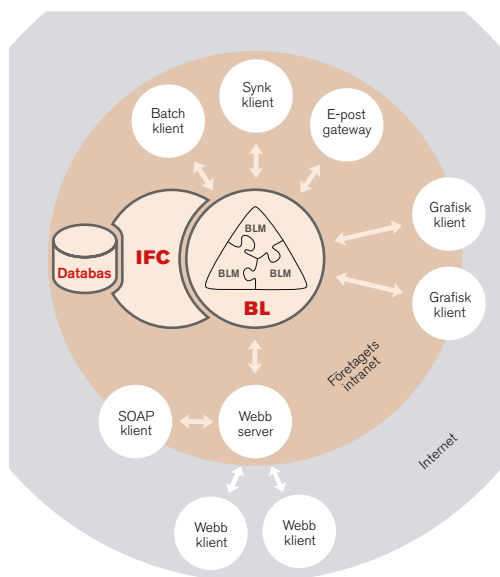 Synk
klient
Batch
klient
E-post
gateway
Grafisk
klient
Grafisk
klient
BLM
BLM
BLM
BL
IFC
Databas
Företagets
intranet
SOAP
klient
Webb
server
Internet
Webb
klient
Webb
klient